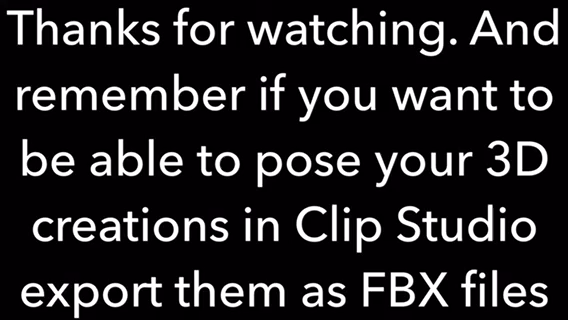 Thanks for watching. And
remember if you want to
be able to pose your 3D
creations in Clip Studio
export them as FBX files